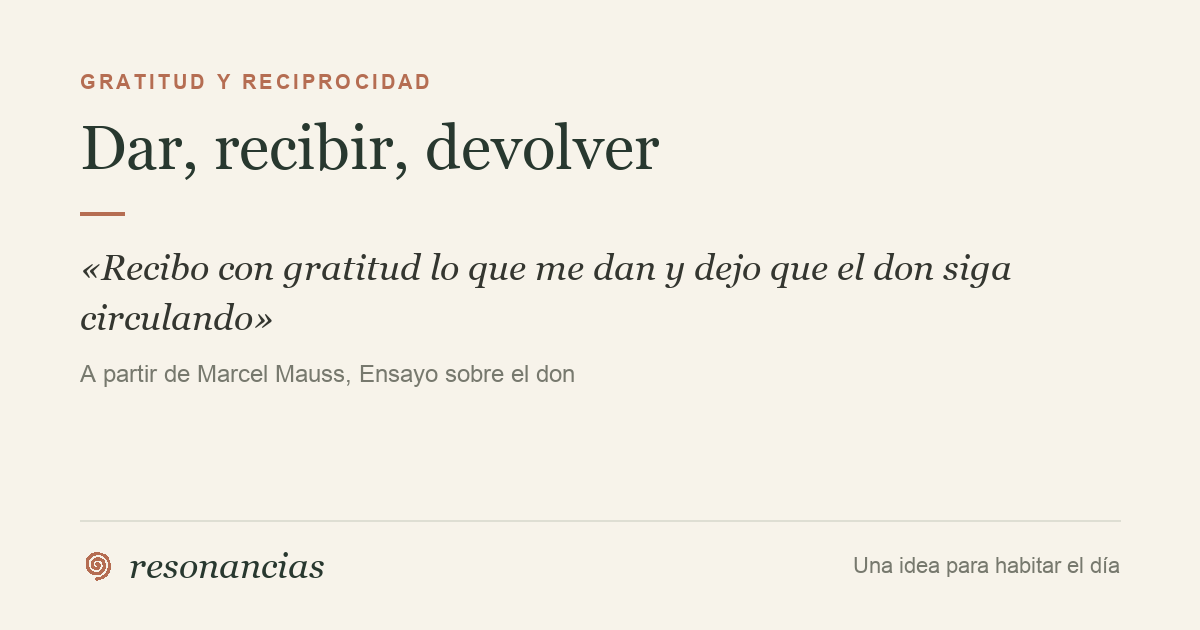 GRATITUD Y RECIPROCIDAD
Dar, recibir, devolver
«Recibo con gratitud lo que me dan y dejo que el don siga
circulando»
A partir de Marcel Mauss, Ensayo sobre el don
resonancias
Una idea para habitar el día